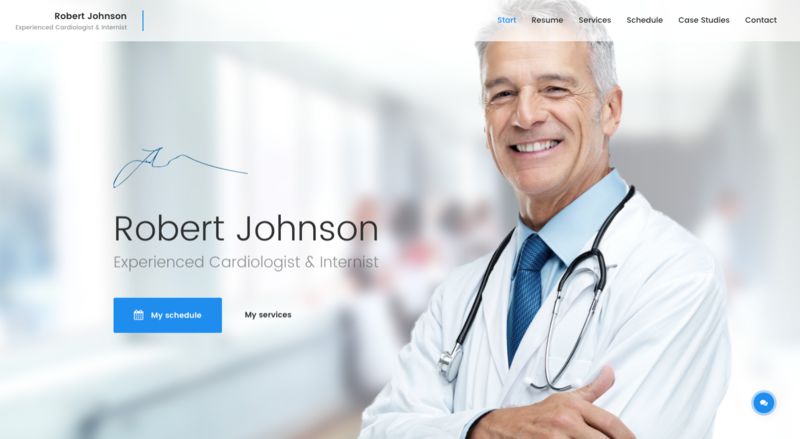 Robert Johnson
Experienced Cardiologist & Internist
Start Resume Services Schedule Case Studies Contact
Robert Johnson
Experienced Cardiologist & Internist
My schedule My services